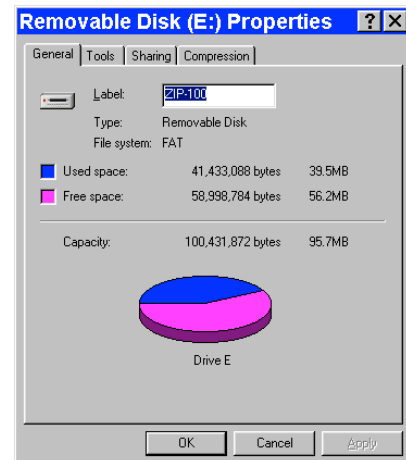 Removable Disk (E:) Properties ? ×
General Tools Sharing Compression
Label: ZIP-100
Type: Removable Disk
File system: FAT
Used space: 41,433,088 bytes 39.5MB
Free space: 58,998,784 bytes 56.2MB
Capacity: 100,431,872 bytes 95.7MB
Drive E
OK Cancel Apply